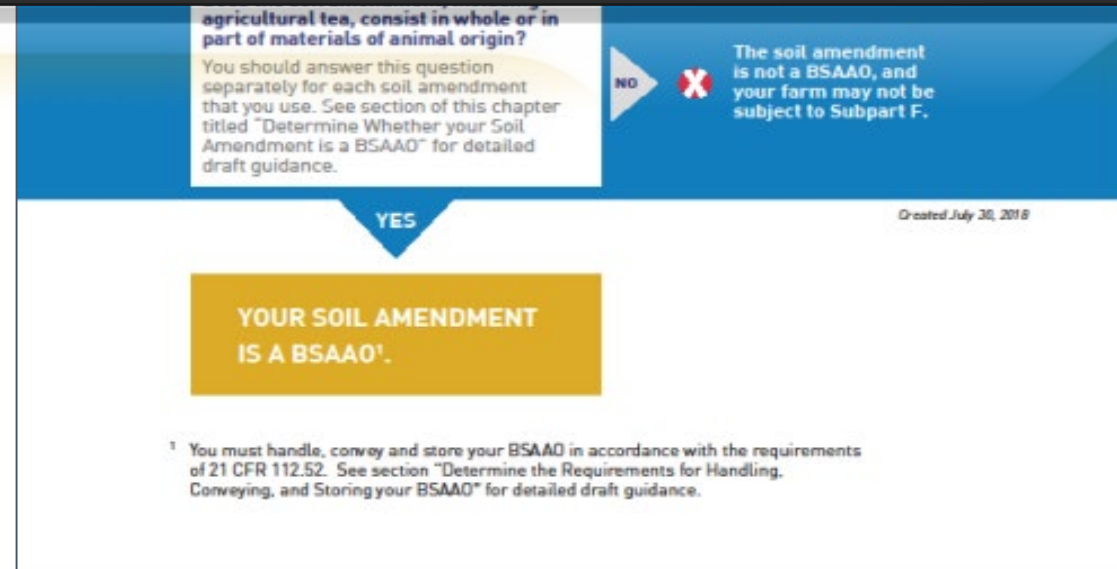 agricultural tea, consist in whole or in
part of materials of animal origin?
You should answer this question
separately for each soil amendment
that you use. See section of this chapter
titled "Determine Whether your Soil
Amendment is a BSAAO" for detailed
draft guidance.
NO
X
The soil amendment
is not a BSAAO, and
your farm may not be
subject to Subpart F.
YES
Created July 30, 2018
YOUR SOIL AMENDMENT
IS A BSAAO¹.
¹ You must handle, convey and store your BSAAO in accordance with the requirements
of 21 CFR 112.52. See section "Determine the Requirements for Handling,
Conveying, and Storing your BSAAO" for detailed draft guidance.